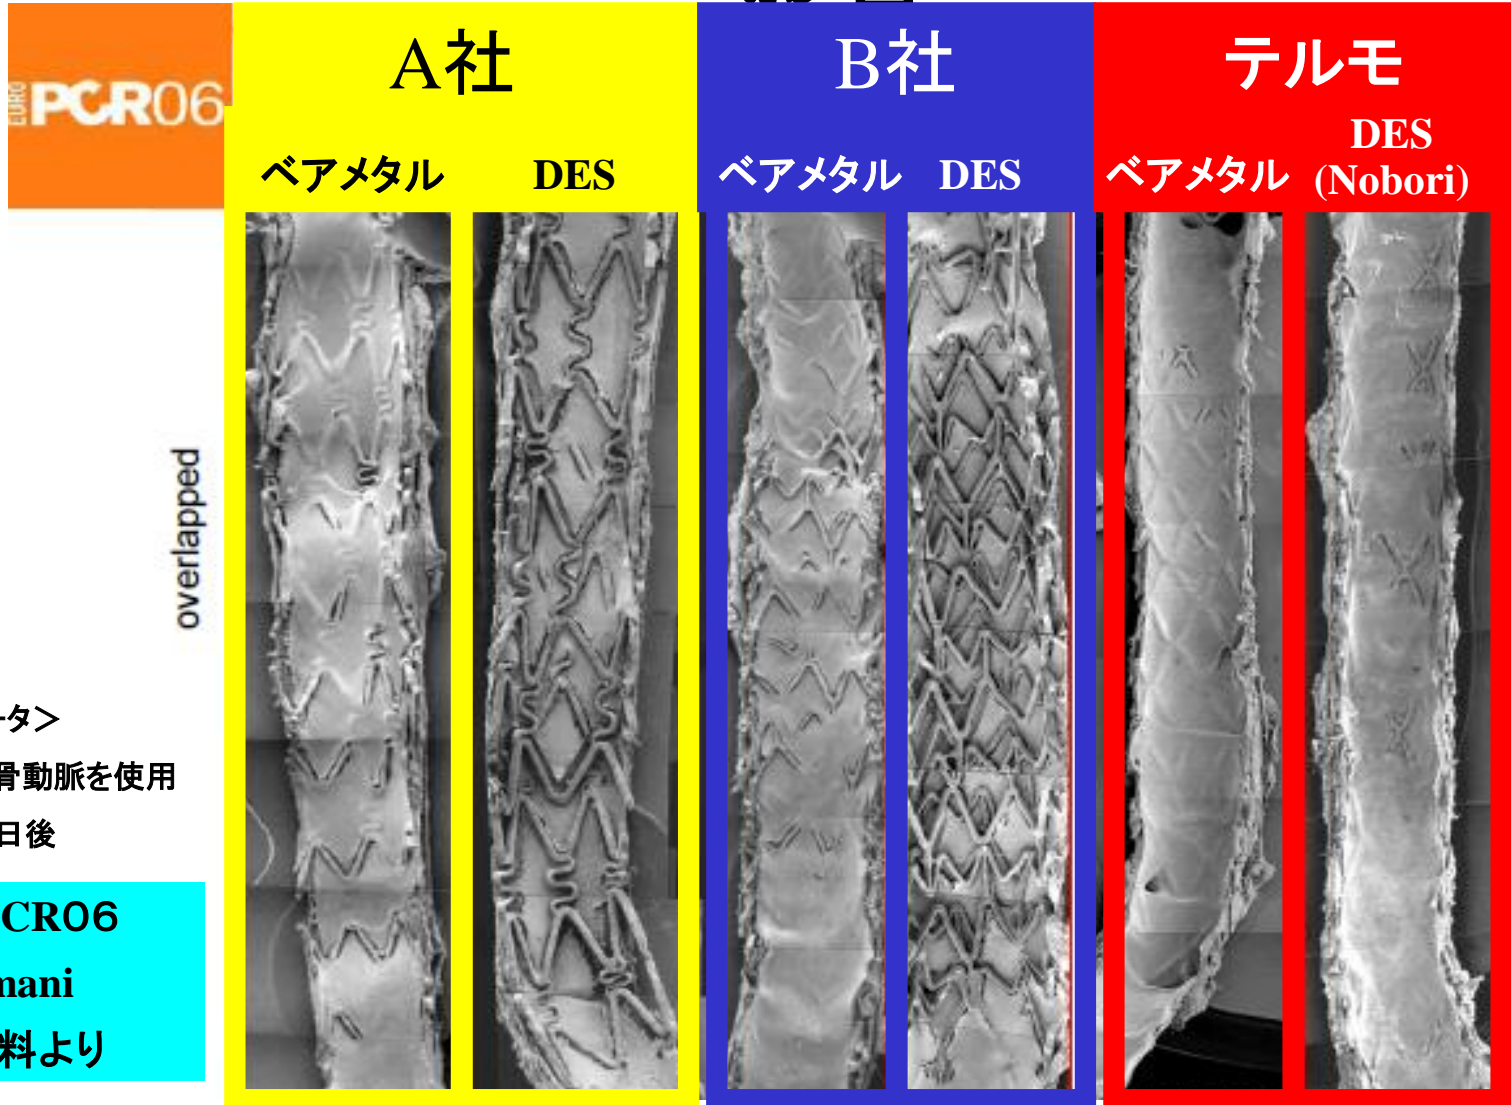 A社
B社
テルモ
EURO
PCR06
ベアメタル
DES
ベアメタル
DES
ベアメタル
DES
(Nobori)
overlapped
ータ>
骨動脈を使用
日後
CR06
mani
料より